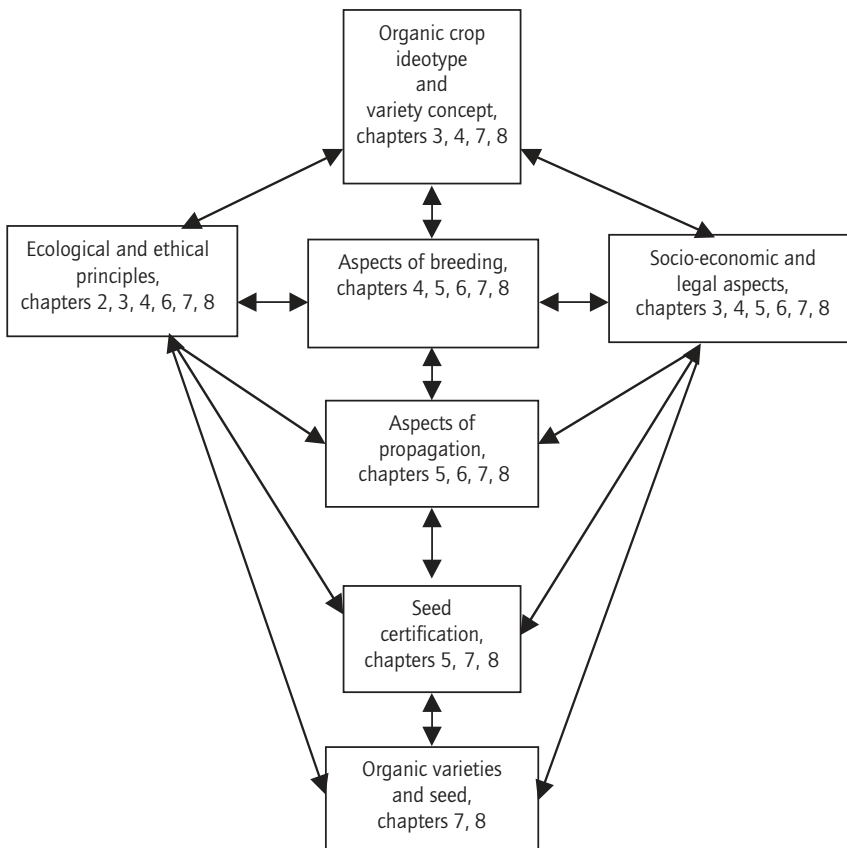 Organic crop
ideotype
and
variety concept,
chapters 3, 4, 7, 8
Ecological and ethical
principles,
chapters 2, 3, 4, 6, 7, 8
Aspects of breeding,
chapters 4, 5, 6, 7, 8
Socio-economic and
legal aspects,
chapters 3, 4, 5, 6, 7, 8
Aspects of
propagation,
chapters 5, 6, 7, 8
Seed
certification,
chapters 5, 7, 8
Organic varieties
and seed,
chapters 7, 8